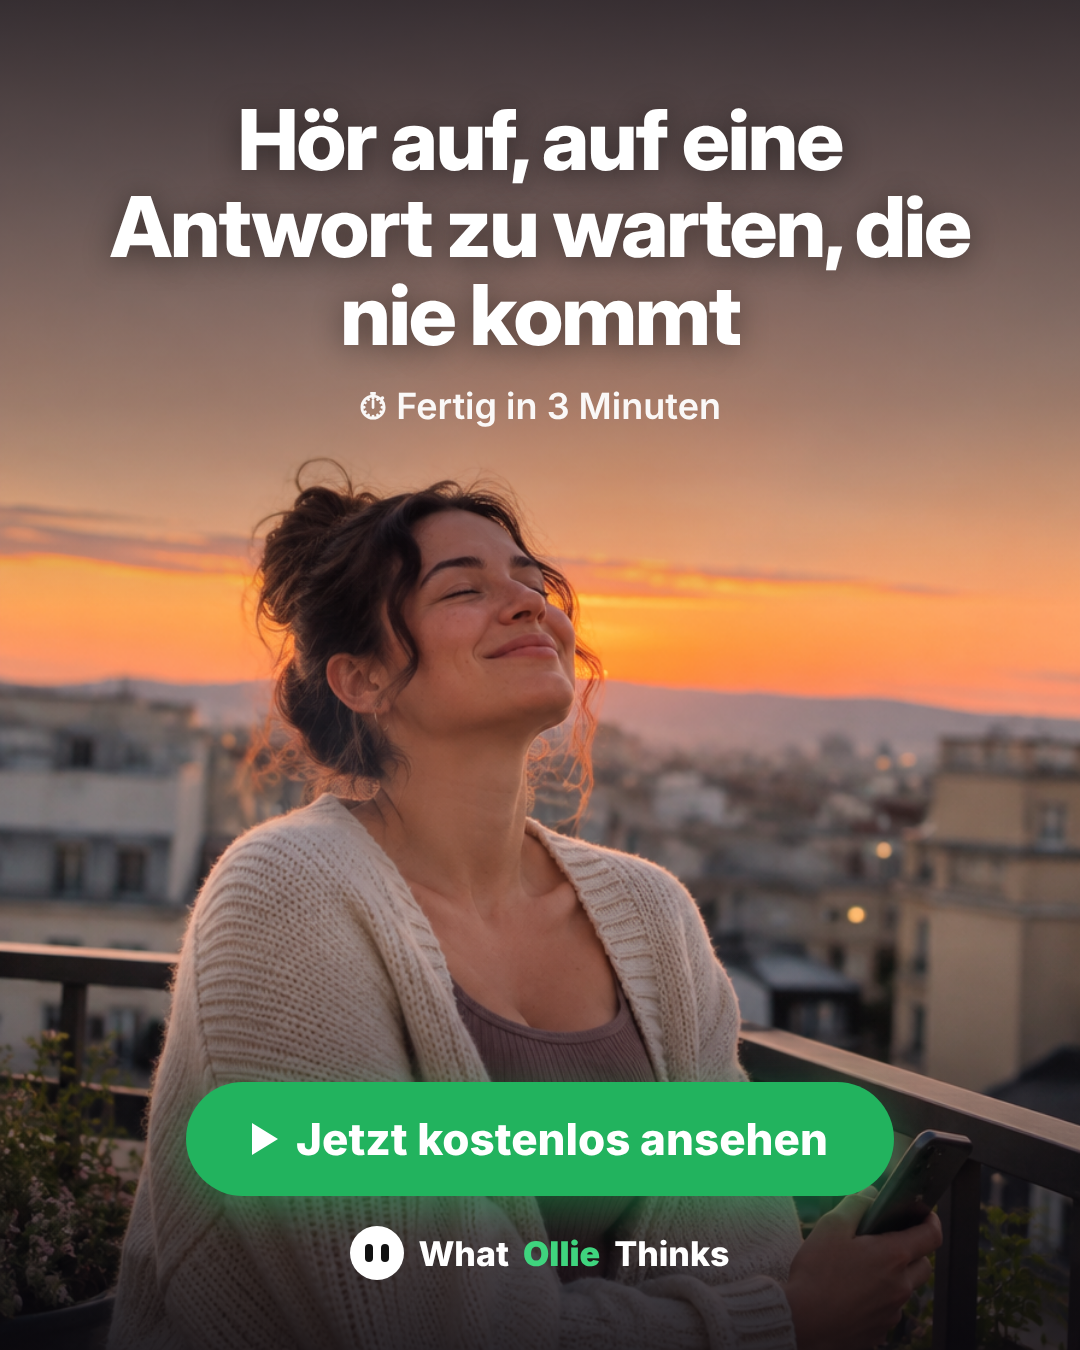 Hör auf, auf eine
Antwort zu warten, die
nie kommt
⏱ Fertig in 3 Minuten
Jetzt kostenlos ansehen
What Ollie Thinks